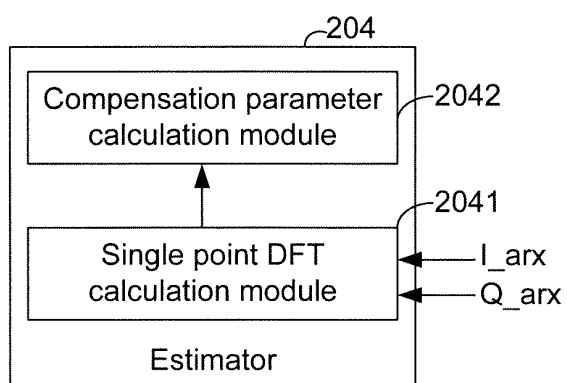 204
Compensation parameter
calculation module
2042
2041
Single point DFT
calculation module
I_arx
Q_arx
Estimator